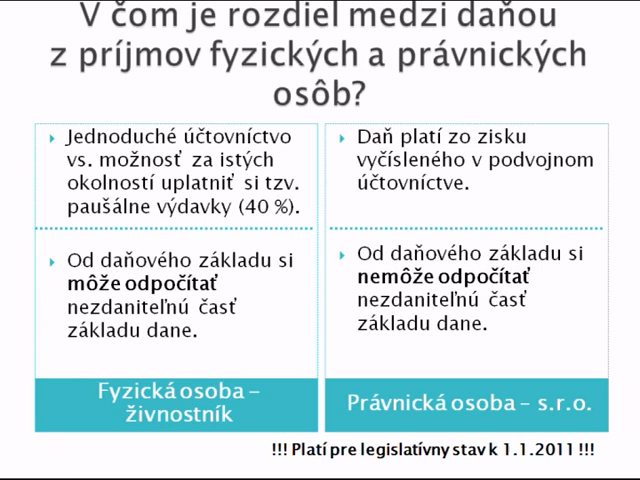 V čom je rozdiel medzi daňou
z príjmov fyzických a právnických
osôb?
Jednoduché účtovníctvo
vs. možnosť za istých
okolností uplatniť si tzv.
paušálne výdavky (40 %).
Od daňového základu si
môže odpočítať
nezdaniteľnú časť
základu dane.
Fyzická osoba –
živnostník
Daň platí zo zisku
vyčísleného v podvojnom
účtovníctve.
Od daňového základu si
nemôže odpočítať
nezdaniteľnú časť
základu dane.
Právnická osoba – s.r.o.
!!! Platí pre legislatívny stav k 1.1.2011 !!!